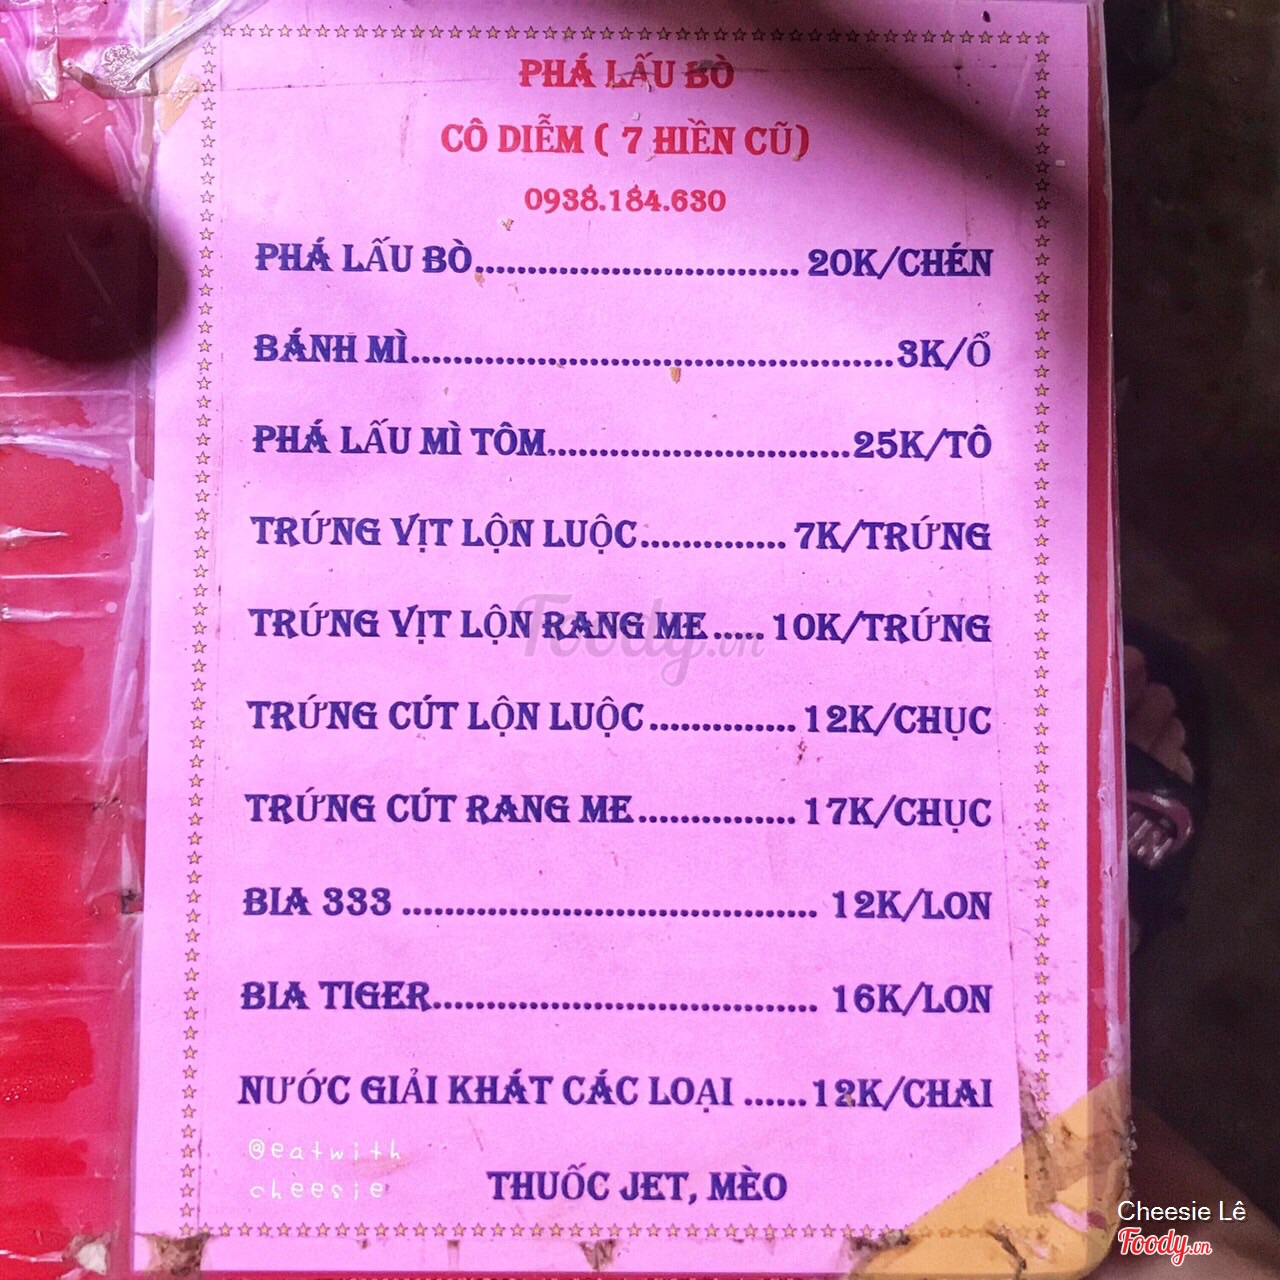 PHÁ LẤU BÒ
CÔ DIỄM ( 7 HIỀN CŨ)
0938.184.630
PHÁ LẤU BÒ............................... 20K/CHÉN
BÁNH MÌ..............................................3K/Ổ
PHÁ LẤU MÌ TÔM.............................25K/TÔ
TRỨNG VỊT LỘN LUỘC.............. 7K/TRỨNG
TRỨNG VỊT LỘN RANG ME..... 10K/TRỨNG
TRỨNG CÚT LỘN LUỘC.............. 12K/CHỤC
TRỨNG CÚT RANG ME............... 17K/CHỤC
BIA 333 ....................................... 12K/LON
BIA TIGER.................................... 16K/LON
NƯỚC GIẢI KHÁT CÁC LOẠI ......12K/CHAI
THUỐC JET, MÈO
@eatwith
cheesie
Foody.vn
Cheesie Lê
Foody.vn